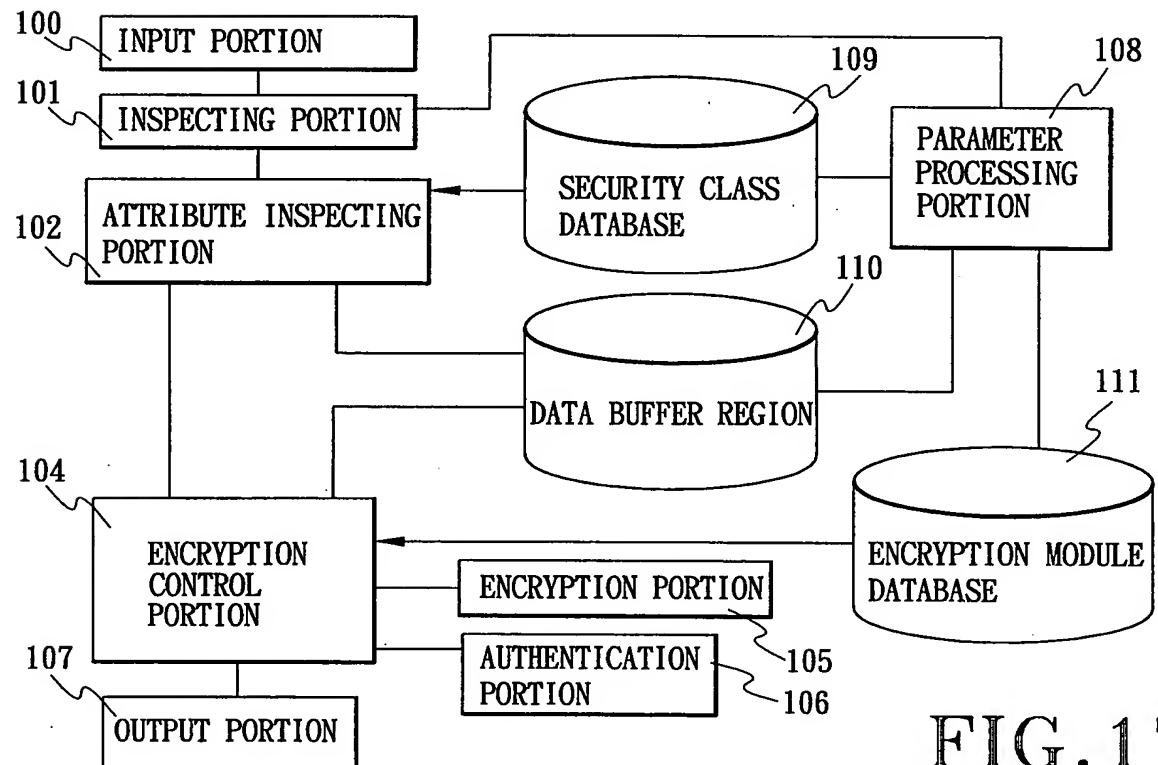 100
INPUT PORTION
101
INSPECTING PORTION
109
108
PARAMETER
PROCESSING
PORTION
SECURITY CLASS
DATABASE
102
ATTRIBUTE INSPECTING
PORTION
110
DATA BUFFER REGION
111
104
ENCRYPTION
CONTROL
PORTION
ENCRYPTION MODULE
DATABASE
ENCRYPTION PORTION
105
AUTHENTICATION
PORTION
106
107
OUTPUT PORTION
FIG.1